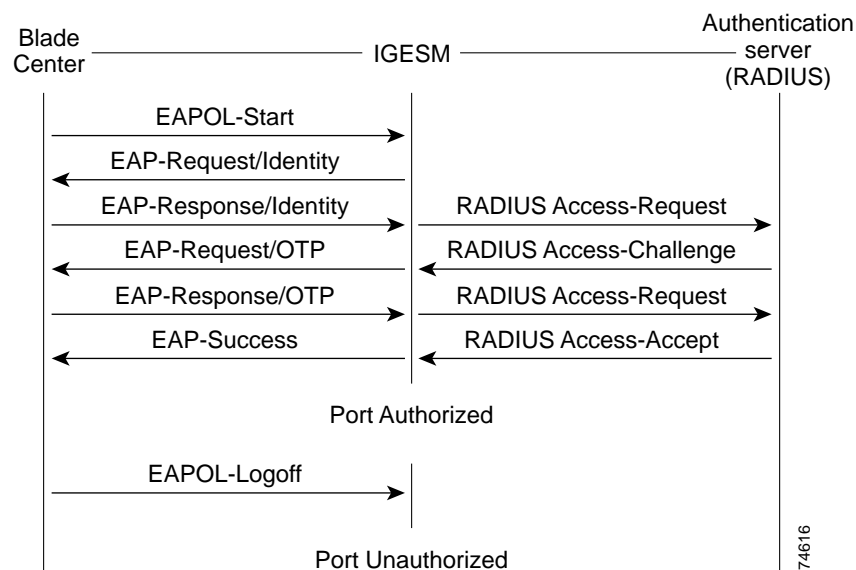 Blade
Center
IGESM
Authentication
server
(RADIUS)
EAPOL-Start
EAP-Request/Identity
EAP-Response/Identity
RADIUS Access-Request
EAP-Request/OTP
RADIUS Access-Challenge
EAP-Response/OTP
RADIUS Access-Request
EAP-Success
RADIUS Access-Accept
Port Authorized
EAPOL-Logoff
Port Unauthorized
74616